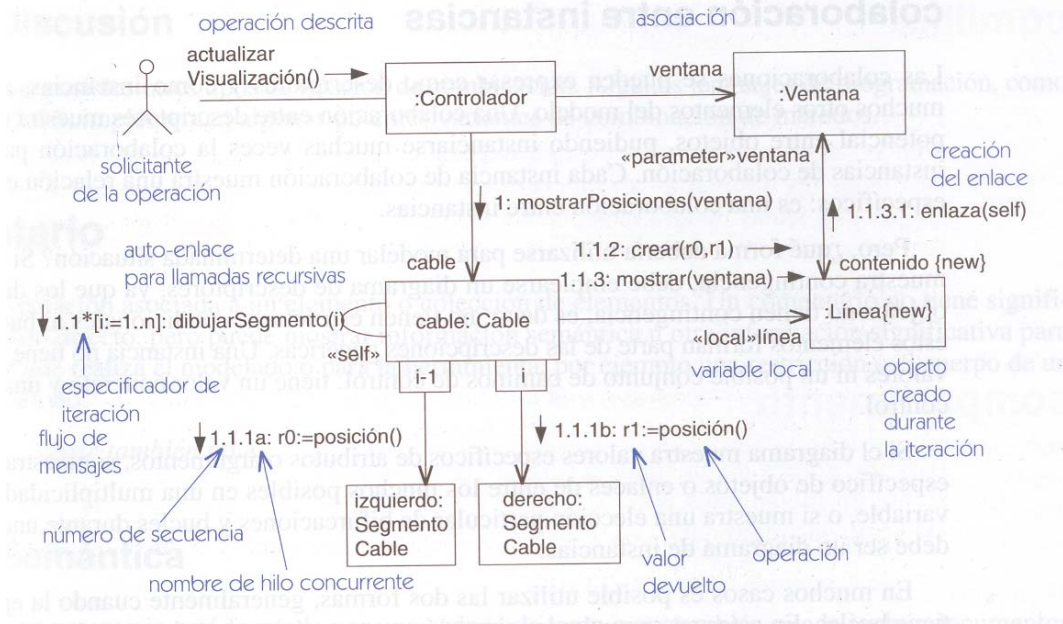 operación descrita
asociación
actualizar
Visualización()
:Controlador
ventana
:Ventana
solicitante
de la operación
«parameter»ventana
creación
del enlace
1: mostrarPosiciones(ventana)
1.1.3.1: enlaza(self)
auto-enlace
para llamadas recursivas
cable
1.1.2: crear(r0,r1)
1.1.3: mostrar(ventana)
contenido {new}
1.1*[i:=1..n]: dibujarSegmento(i)
cable: Cable
:Línea{new}
«self»
«local»línea
i-1
i
variable local
objeto
creado
durante
la iteración
especificador de
iteración
flujo de
mensajes
1.1.1a: r0:=posición()
1.1.1b: r1:=posición()
Segmento
Cable
derecho:
Segmento
Cable
número de secuencia
nombre de hilo concurrente
valor
devuelto
operación